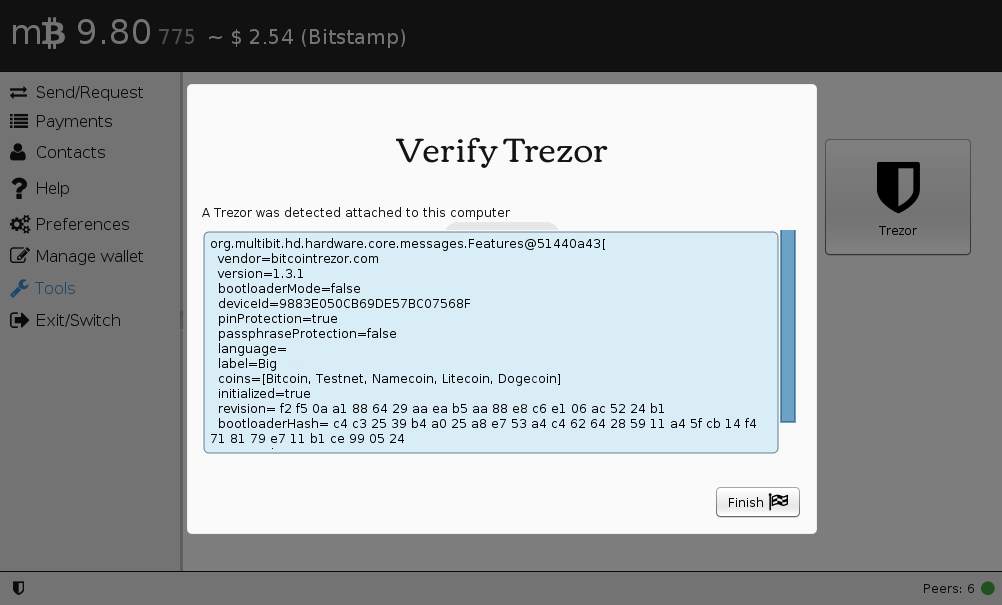 m₿ 9.80 775 ~ $ 2.54 (Bitstamp)
Send/Request
Payments
Contacts
Help
Preferences
Manage wallet
Tools
Exit/Switch
Verify Trezor
A Trezor was detected attached to this computer
org.multibit.hd.hardware.core.messages.Features@51440a43[
vendor=bitcointrezor.com
version=1.3.1
bootloaderMode=false
deviceId=9883E050CB69DE57BC07568F
pinProtection=true
passphraseProtection=false
language=
label=Big
coins=[Bitcoin, Testnet, Namecoin, Litecoin, Dogecoin]
initialized=true
revision= f2 f5 0a a1 88 64 29 aa ea b5 aa 88 e8 c6 e1 06 ac 52 24 b1
bootloaderHash= c4 c3 25 39 b4 a0 25 a8 e7 53 a4 c4 62 64 28 59 11 a4 5f cb 14 f4
71 81 79 e7 11 b1 ce 99 05 24
Finish
Trezor
Peers: 6